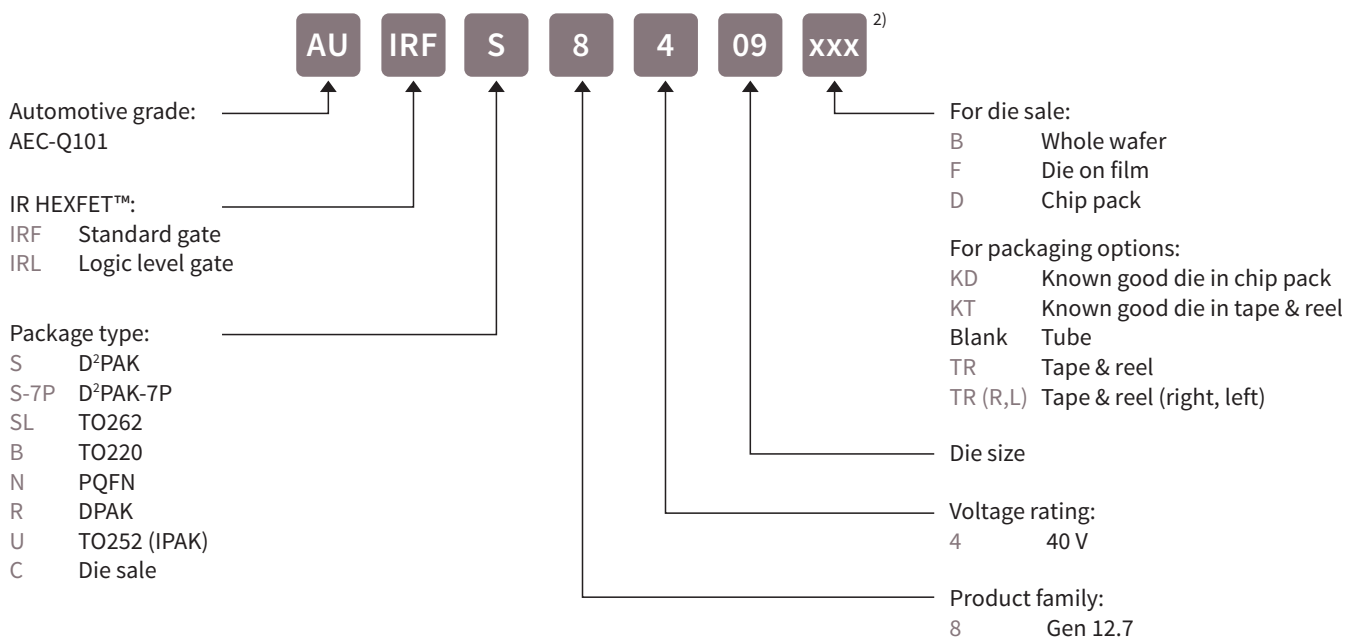 AU IRF S 8 4 09 xxx 2)
Automotive grade:
AEC-Q101
IR HEXFET™:
IRF Standard gate
IRL Logic level gate
Package type:
S D²PAK
S-7P D²PAK-7P
SL TO262
B TO220
N PQFN
R DPAK
U TO252 (IPAK)
C Die sale
For die sale:
B Whole wafer
F Die on film
D Chip pack
For packaging options:
KD Known good die in chip pack
KT Known good die in tape & reel
Blank Tube
TR Tape & reel
TR (R,L) Tape & reel (right, left)
Die size
Voltage rating:
4 40 V
Product family:
8 Gen 12.7